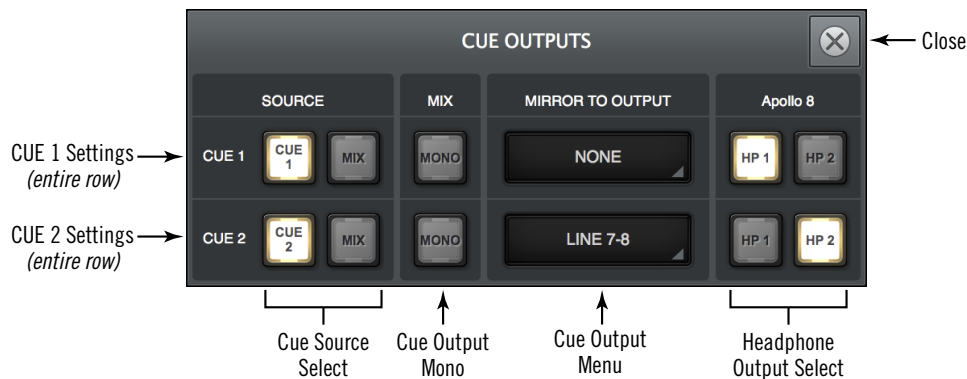 CUE OUTPUTS
Close
SOURCE MIX MIRROR TO OUTPUT Apollo 8
CUE 1 Settings
(entire row)
CUE 1 CUE 1 MIX MONO NONE HP 1 HP 2
CUE 2 Settings
(entire row)
CUE 2 CUE 2 MIX MONO LINE 7-8 HP 1 HP 2
Cue Source
Select
Cue Output
Mono
Cue Output
Menu
Headphone
Output Select